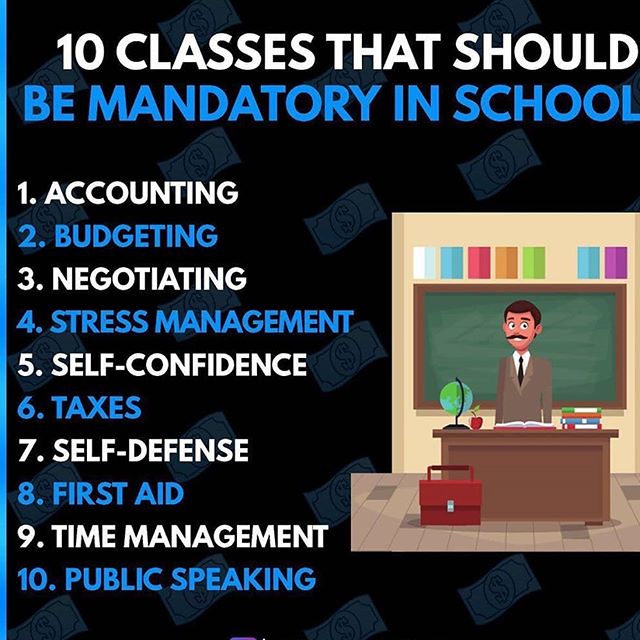 10 CLASSES THAT SHOULD
BE MANDATORY IN SCHOOL
1. ACCOUNTING
2. BUDGETING
3. NEGOTIATING
4. STRESS MANAGEMENT
5. SELF-CONFIDENCE
6. TAXES
7. SELF-DEFENSE
8. FIRST AID
9. TIME MANAGEMENT
10. PUBLIC SPEAKING